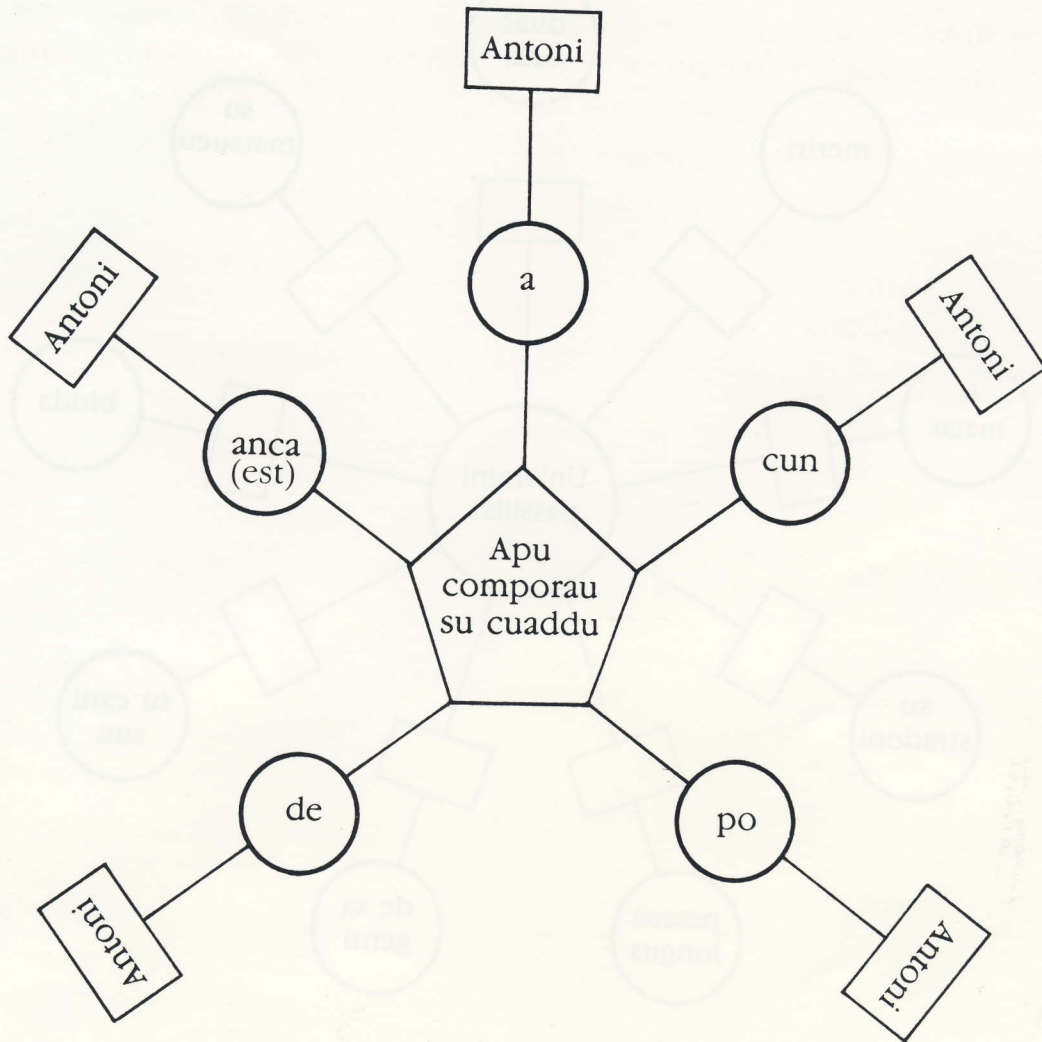 Antoni
a
Antoni
Antoni
anca
(est)
cun
Apu
comporau
su cuaddu
de
po
Antoni
Antoni